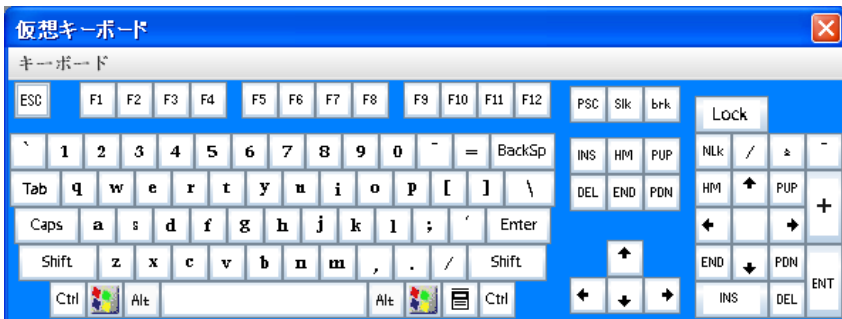 仮想キーボード
キーボード
ESC F1 F2 F3 F4 F5 F6 F7 F8 F9 F10 F11 F12 PSC Slk brk
Lock
` 1 2 3 4 5 6 7 8 9 0 - = BackSp INS HM PUP NLk / * -
Tab q w e r t y u i o p [ ] \ DEL END PDN HM ↑ PUP +
Caps a s d f g h j k l ; ´ Enter ← →
Shift z x c v b n m , . / Shift ↑ END ↓ PDN ENT
Ctrl Alt Alt Ctrl ← ↓ → INS DEL